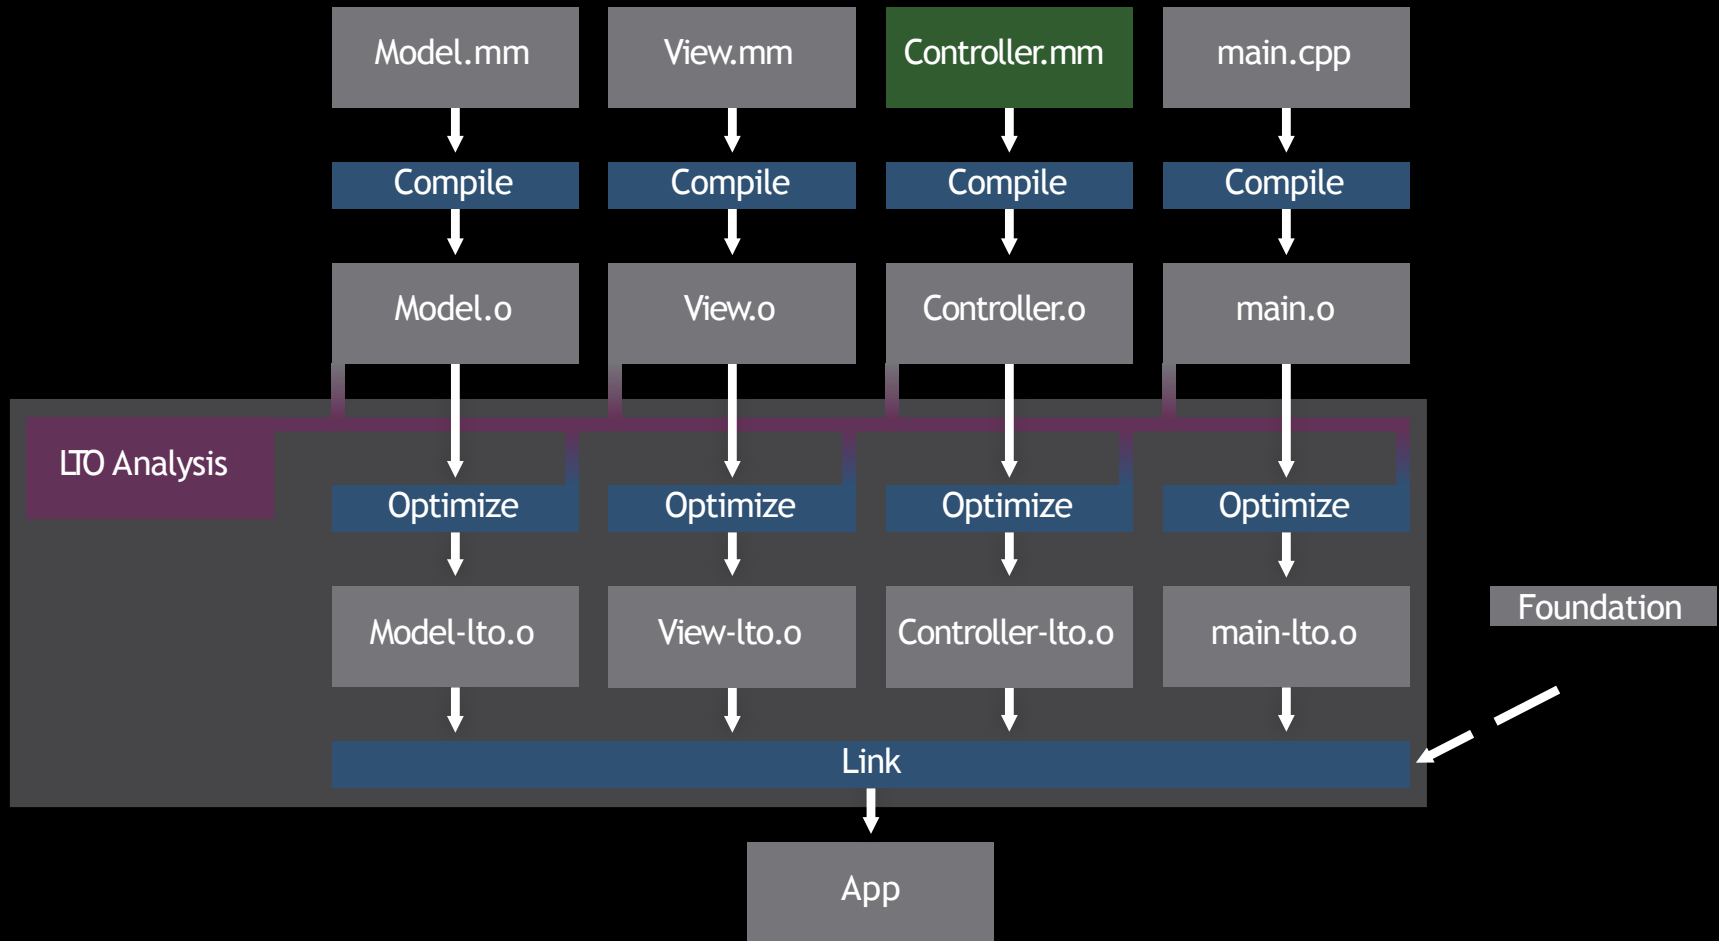 Model.mm
View.mm
Controller.mm
main.cpp
Compile
Compile
Compile
Compile
Model.o
View.o
Controller.o
main.o
LTO Analysis
Optimize
Optimize
Optimize
Optimize
Model-lto.o
View-lto.o
Controller-lto.o
main-lto.o
Foundation
Link
App